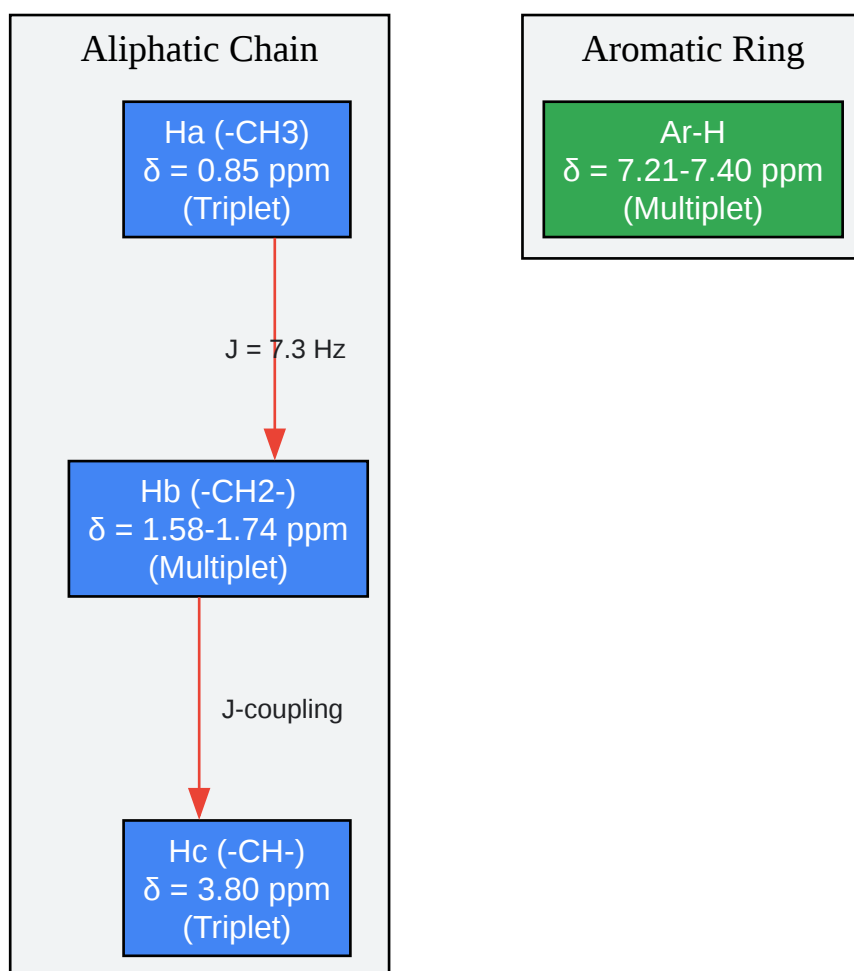 Aliphatic Chain
Ha (-CH3)
δ = 0.85 ppm
(Triplet)
J = 7.3 Hz
Hb (-CH2-)
δ = 1.58-1.74 ppm
(Multiplet)
J-coupling
Hc (-CH-)
δ = 3.80 ppm
(Triplet)
Aromatic Ring
Ar-H
δ = 7.21-7.40 ppm
(Multiplet)